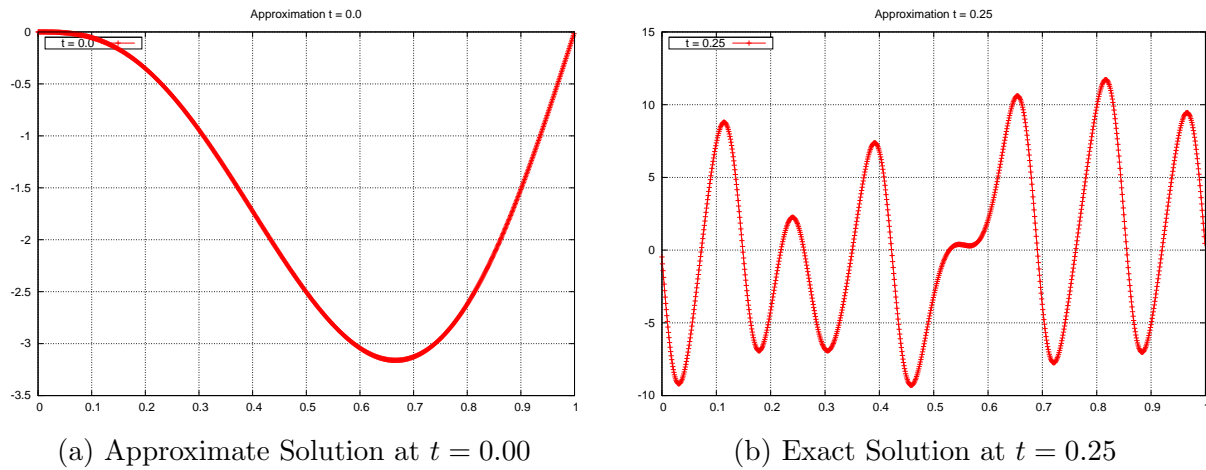 Approximation t = 0.0
t = 0.0
0
-0.5
-1
-1.5
-2
-2.5
-3
-3.5
0 0.1 0.2 0.3 0.4 0.5 0.6 0.7 0.8 0.9 1
(a) Approximate Solution at t = 0.00
Approximation t = 0.25
t = 0.25
15
10
5
0
-5
-10
0 0.1 0.2 0.3 0.4 0.5 0.6 0.7 0.8 0.9 1
(b) Exact Solution at t = 0.25